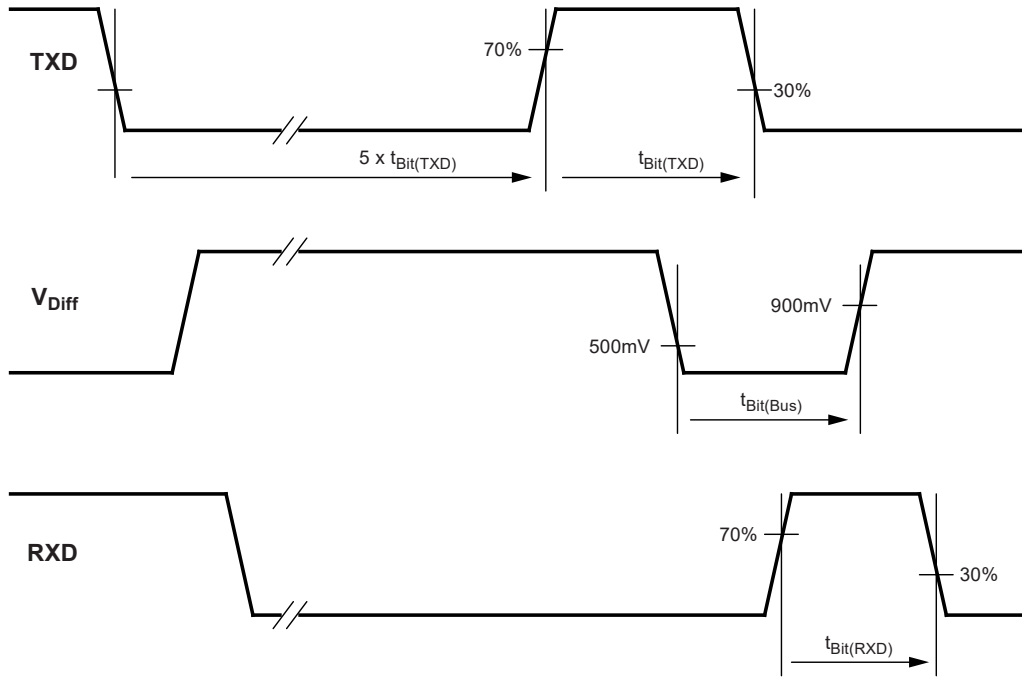 TXD
70%
30%
5 x tBit(TXD)
tBit(TXD)
VDiff
900mV
500mV
tBit(Bus)
RXD
70%
30%
tBit(RXD)